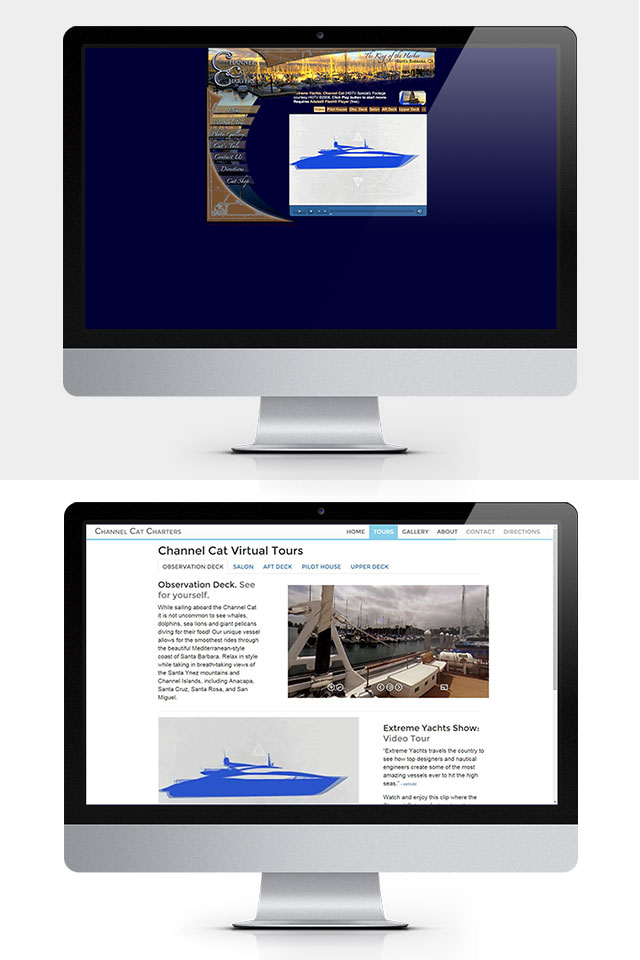 CHANNEL
CAT
CHARTERS
The King of the Harbor
Santa Barbara, CA
Extreme Yachts: Channel Cat (HGTV Special). Footage
courtesy HGTV ©2006. Click Play button to start movie.
Requires Adobe® Flash® Player (free).
Pilot House Obs. Deck Salon Aft Deck Upper Deck
Photo Gallery
Cat's Tale
Contact Us
Directions
Cat Shop
CHANNEL CAT CHARTERS
HOME TOURS GALLERY ABOUT CONTACT DIRECTIONS
Channel Cat Virtual Tours
OBSERVATION DECK SALON AFT DECK PILOT HOUSE UPPER DECK
Observation Deck. See
for yourself.
While sailing aboard the Channel Cat
it is not uncommon to see whales,
dolphins, sea lions and giant pelicans
diving for their food! Our unique vessel
allows for the smoothest rides through
the beautiful Mediterranean-style
coast of Santa Barbara. Relax in style
while taking in breath-taking views of
the Santa Ynez mountains and
Channel Islands, including Anacapa,
Santa Cruz, Santa Rosa, and San
Miguel.
Extreme Yachts Show:
Video Tour
"Extreme Yachts travels the country to
see how top designers and nautical
engineers create some of the most
amazing vessels ever to hit the high
seas." - website
Watch and enjoy this clip where the